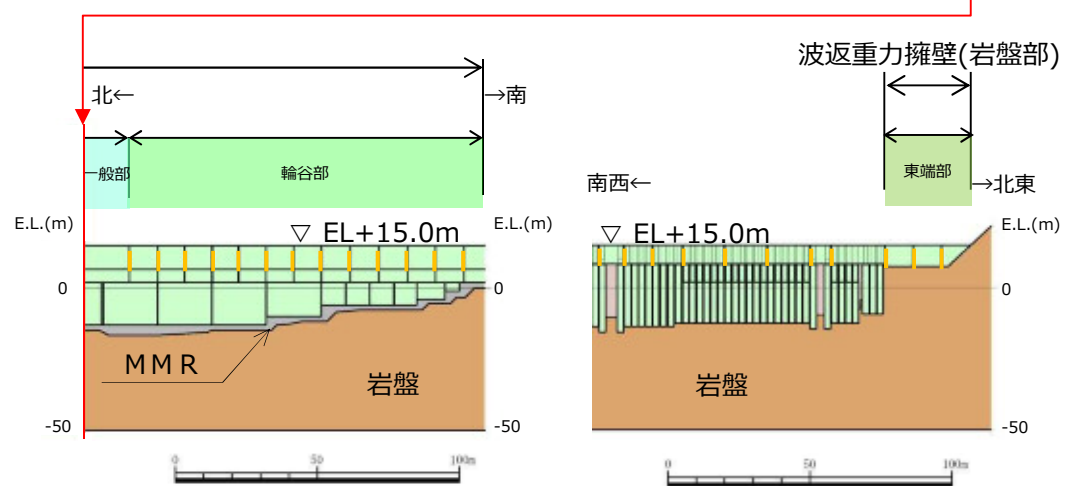 波返重力擁壁(岩盤部)
北← →南
一般部 輪谷部
E.L.(m) ▽ EL+15.0m E.L.(m)
0 0
MMR
岩盤
-50 -50
0 50 100m
南西← →北東
東端部
▽ EL+15.0m E.L.(m)
0
岩盤
-50
0 50 100m